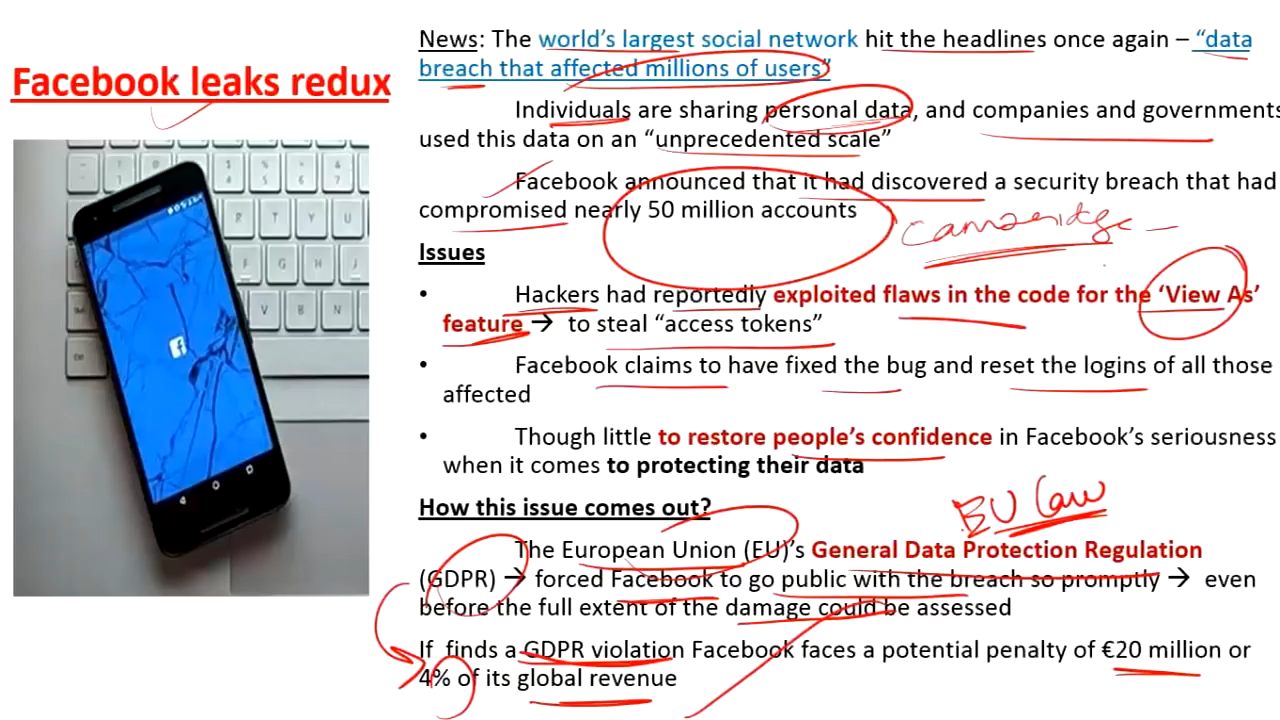 Facebook leaks redux
News: The world's largest social network hit the headlines once again – "data
breach that affected millions of users"
Individuals are sharing personal data, and companies and governments
used this data on an "unprecedented scale"
Facebook announced that it had discovered a security breach that had
compromised nearly 50 million accounts
Cambridge
Issues
• Hackers had reportedly exploited flaws in the code for the 'View As'
feature → to steal "access tokens"
• Facebook claims to have fixed the bug and reset the logins of all those
affected
• Though little to restore people's confidence in Facebook's seriousness
when it comes to protecting their data
How this issue comes out?
EU Law
The European Union (EU)'s General Data Protection Regulation
(GDPR) → forced Facebook to go public with the breach so promptly → even
before the full extent of the damage could be assessed
If finds a GDPR violation Facebook faces a potential penalty of €20 million or
4% of its global revenue